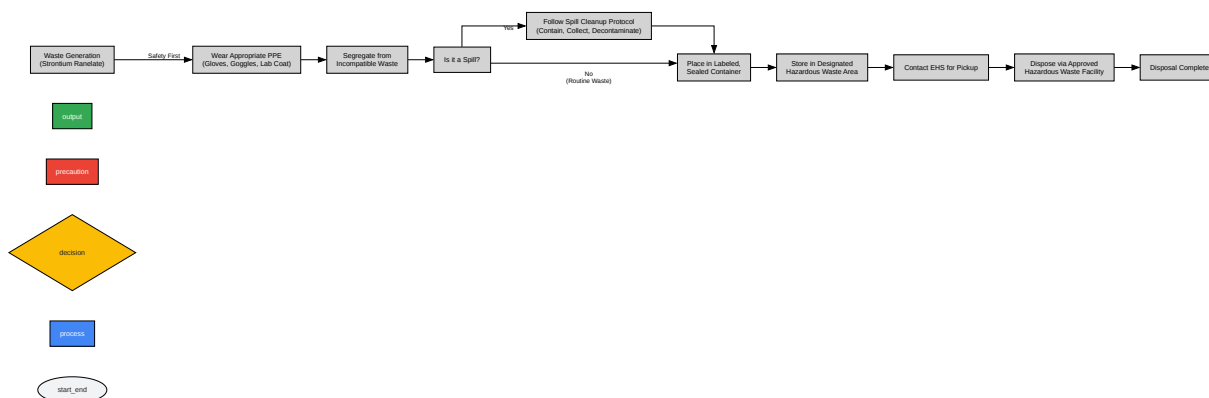 Waste Generation
(Strontium Ranelate)
Safety First
Wear Appropriate PPE
(Gloves, Goggles, Lab Coat)
Segregate from
Incompatible Waste
Is it a Spill?
Yes
Follow Spill Cleanup Protocol
(Contain, Collect, Decontaminate)
No
(Routine Waste)
Place in Labeled,
Sealed Container
Store in Designated
Hazardous Waste Area
Contact EHS for Pickup
Dispose via Approved
Hazardous Waste Facility
Disposal Complete
output
precaution
decision
process
start_end